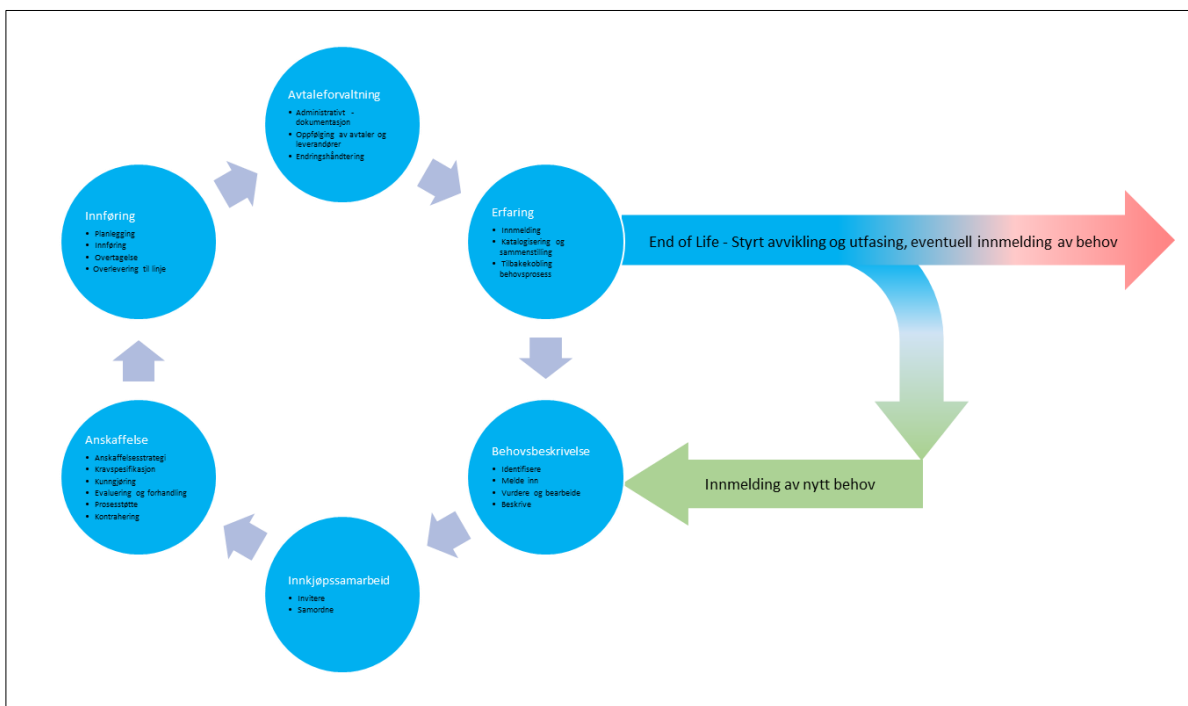 Avtaleforvaltning
▪ Administrativt -
dokumentasjon
▪ Oppfølging av avtaler og
leverandører
▪ Endringshåndtering
Erfaring
▪ Innmelding
▪ Katalogisering og
sammenstilling
▪ Tilbakekobling
behovsprosess
End of Life - Styrt avvikling og utfasing, eventuell innmelding av behov
Innmelding av nytt behov
Behovsbeskrivelse
▪ Identifisere
▪ Melde inn
▪ Vurdere og bearbeide
▪ Beskrive
Innkjøpssamarbeid
▪ Invitere
▪ Samordne
Anskaffelse
▪ Anskaffelsesstrategi
▪ Kravspesifikasjon
▪ Kunngjøring
▪ Evaluering og forhandling
▪ Prosesstøtte
▪ Kontrahering
Innføring
▪ Planlegging
▪ Innføring
▪ Overtagelse
▪ Overlevering til linje